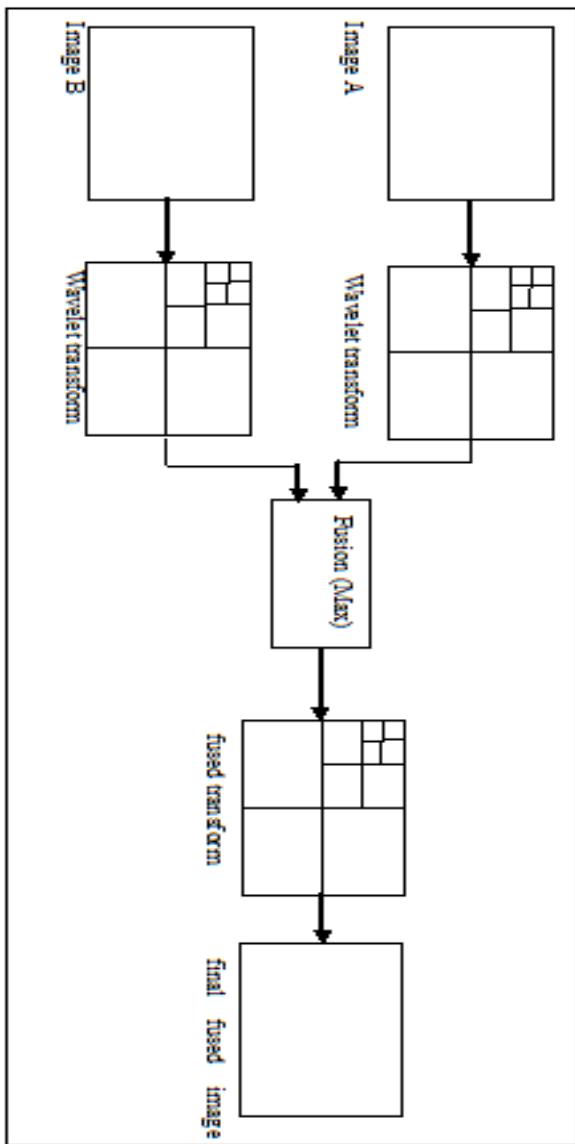 Image A
Wavelet transform
Image B
Wavelet transform
Fusion (Max)
fused transform
final fused image